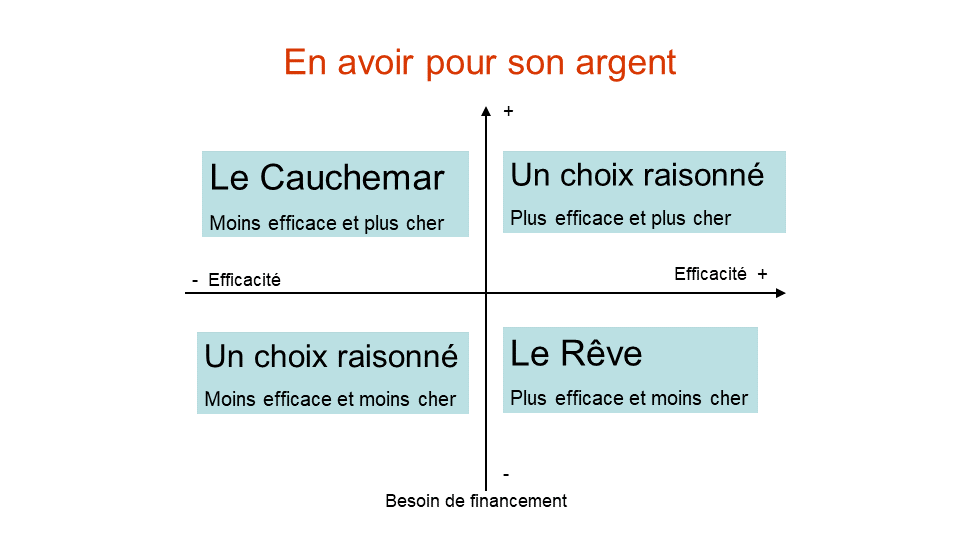 En avoir pour son argent
+
Le Cauchemar
Moins efficace et plus cher
Un choix raisonné
Plus efficace et plus cher
- Efficacité
Efficacité +
Un choix raisonné
Moins efficace et moins cher
Le Rêve
Plus efficace et moins cher
-
Besoin de financement